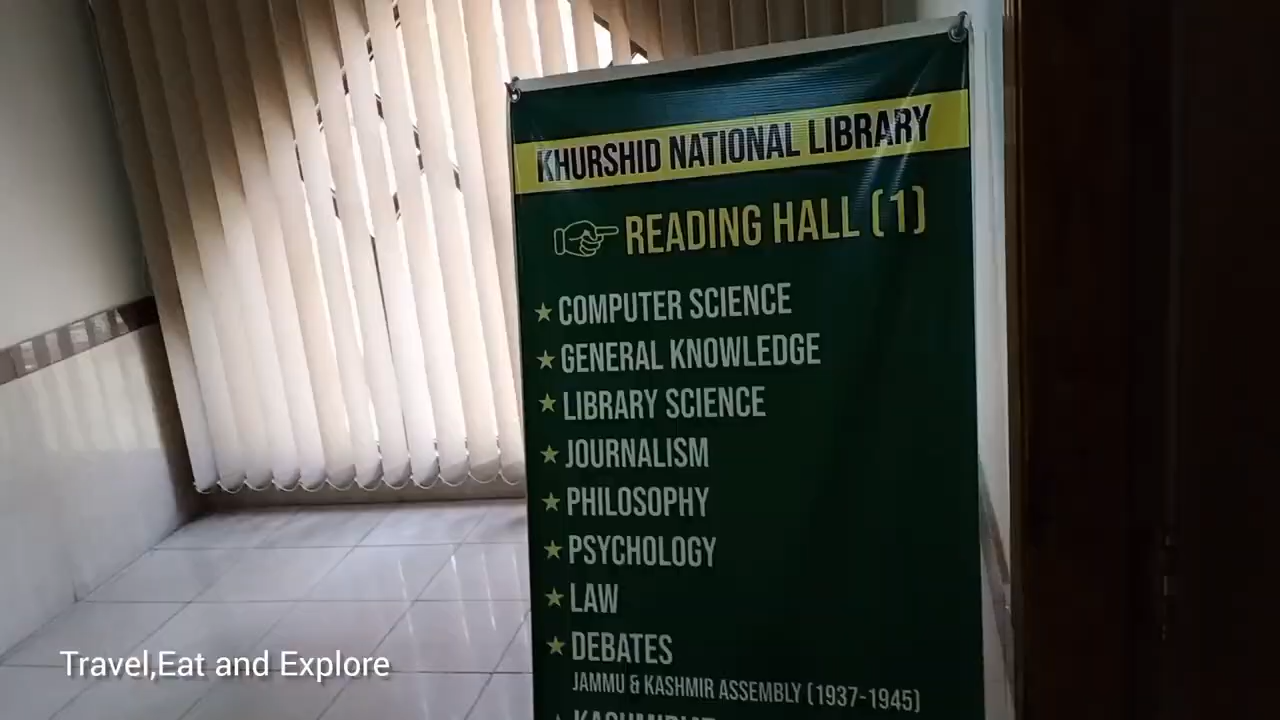 KHURSHID NATIONAL LIBRARY
READING HALL (1)
COMPUTER SCIENCE
GENERAL KNOWLEDGE
LIBRARY SCIENCE
JOURNALISM
PHILOSOPHY
PSYCHOLOGY
LAW
DEBATES
JAMMU & KASHMIR ASSEMBLY (1937-1945)
Travel,Eat and Explore